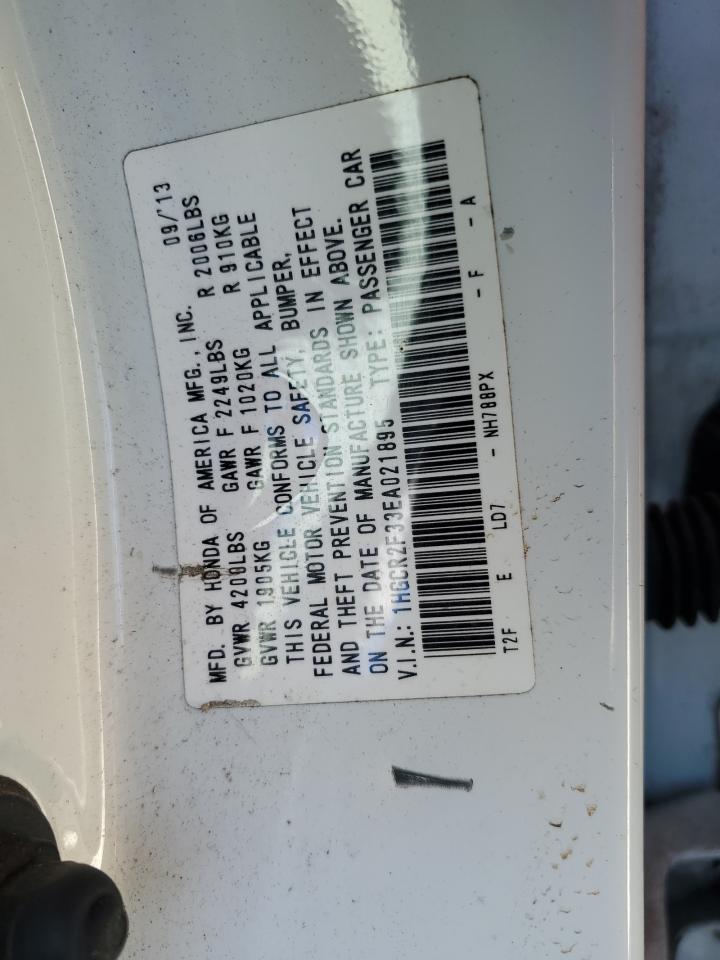 MFD. BY HONDA OF AMERICA MFG., INC. 09/'13
GVWR 4200LBS GAWR F 2249LBS R 2006LBS
GVWR 1905KG GAWR F 1020KG R 910KG
THIS VEHICLE CONFORMS TO ALL APPLICABLE
FEDERAL MOTOR VEHICLE SAFETY, BUMPER,
AND THEFT PREVENTION STANDARDS IN EFFECT
ON THE DATE OF MANUFACTURE SHOWN ABOVE.
V.I.N.: 1HGCR2F33EA021895 TYPE: PASSENGER CAR
T2F E LD7 - NH788PX - F - A